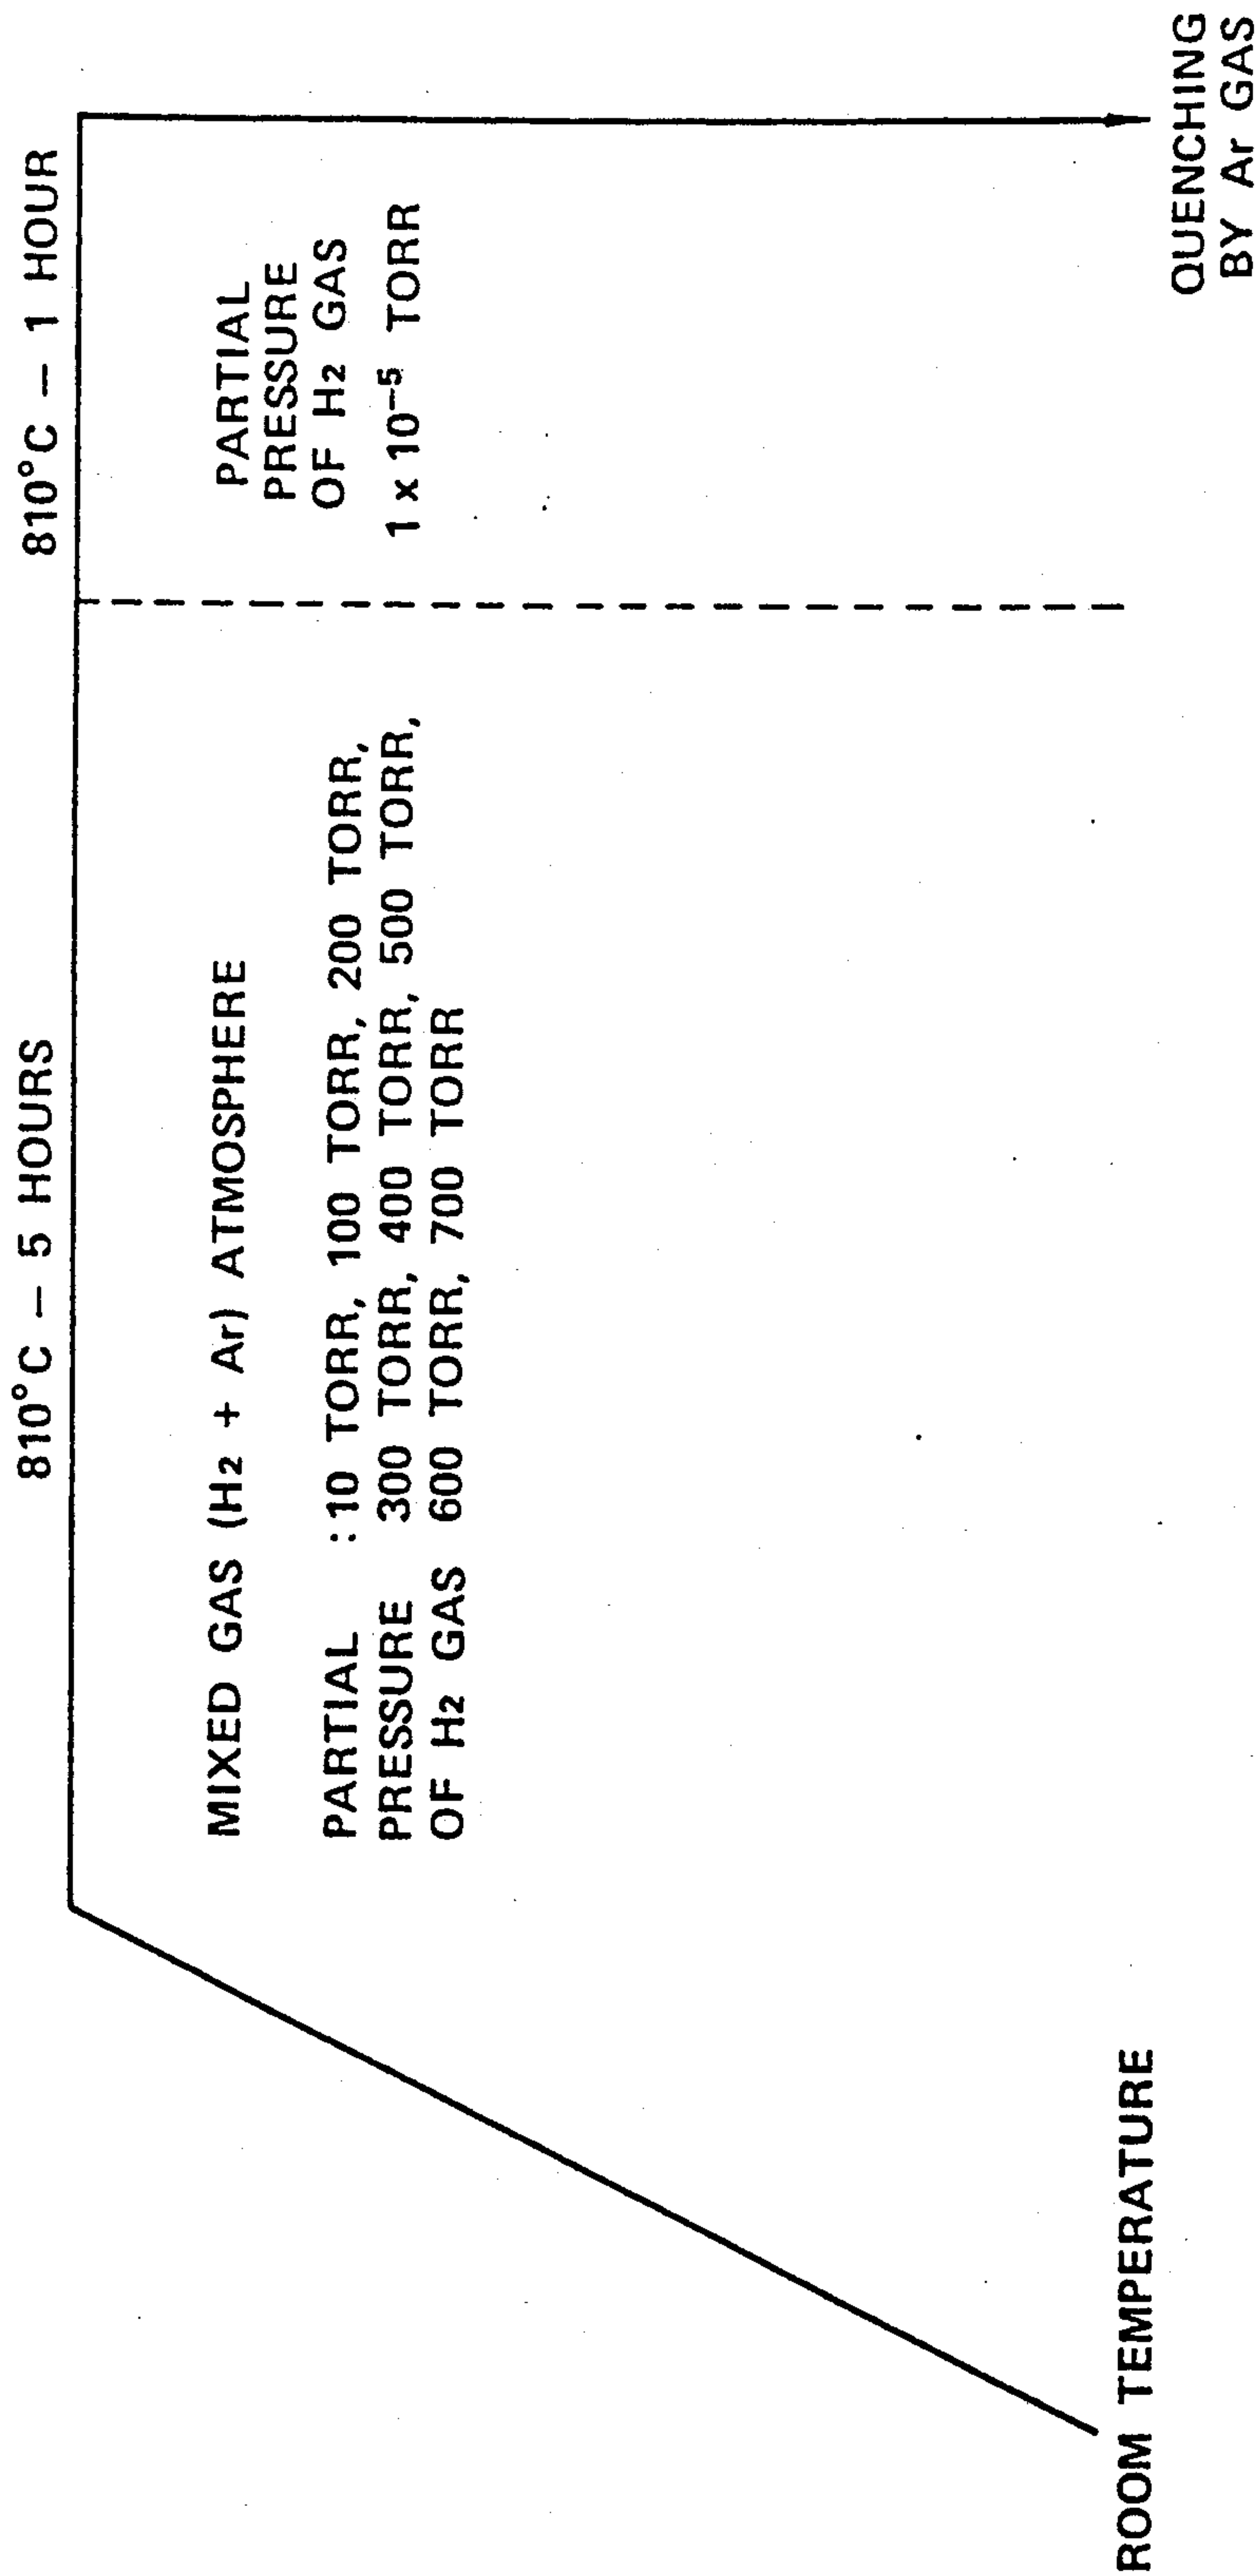 810°C – 5 HOURS
810°C – 1 HOUR
MIXED GAS (H2 + Ar) ATMOSPHERE
PARTIAL :10 TORR, 100 TORR, 200 TORR,
PRESSURE 300 TORR, 400 TORR, 500 TORR,
OF H2 GAS 600 TORR, 700 TORR
PARTIAL
PRESSURE
OF H2 GAS
1 x 10⁻⁵ TORR
ROOM TEMPERATURE
QUENCHING
BY Ar GAS